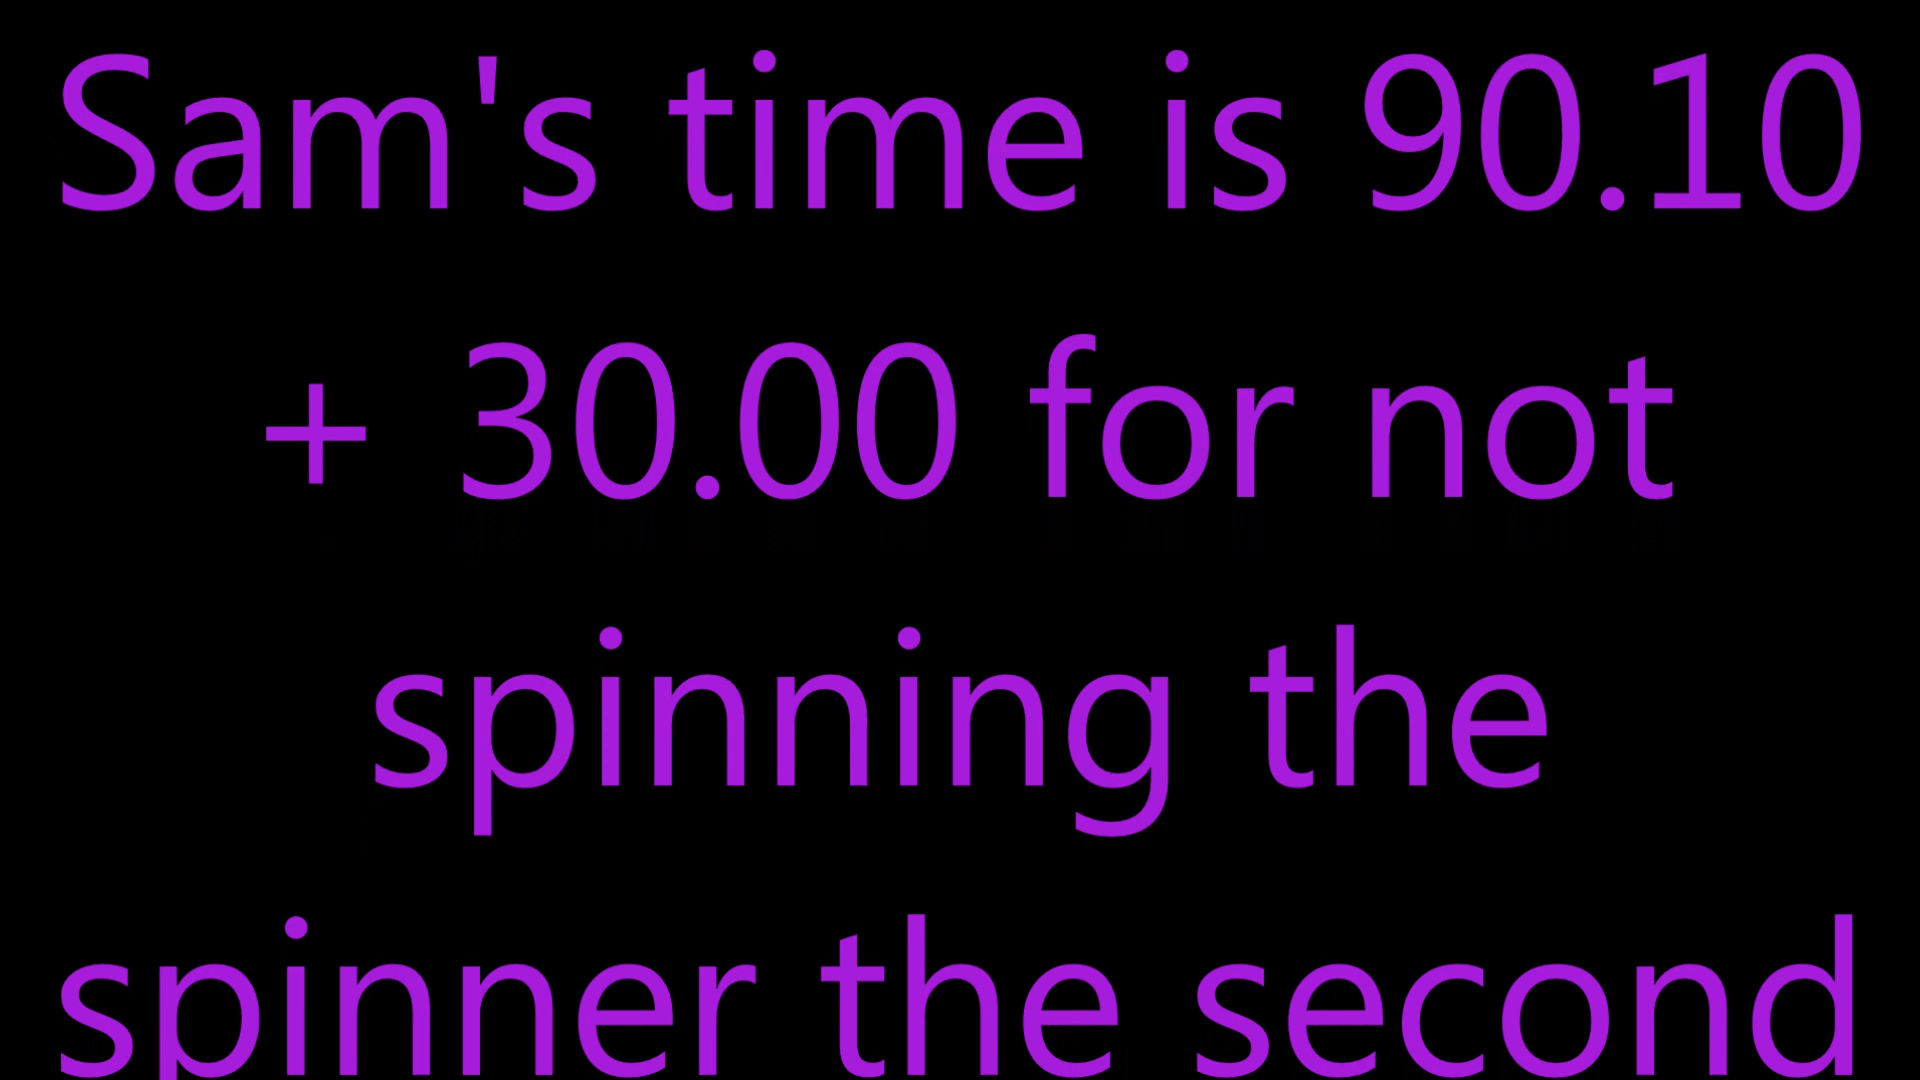 Sam's time is 90.10
+ 30.00 for not
spinning the
spinner the second